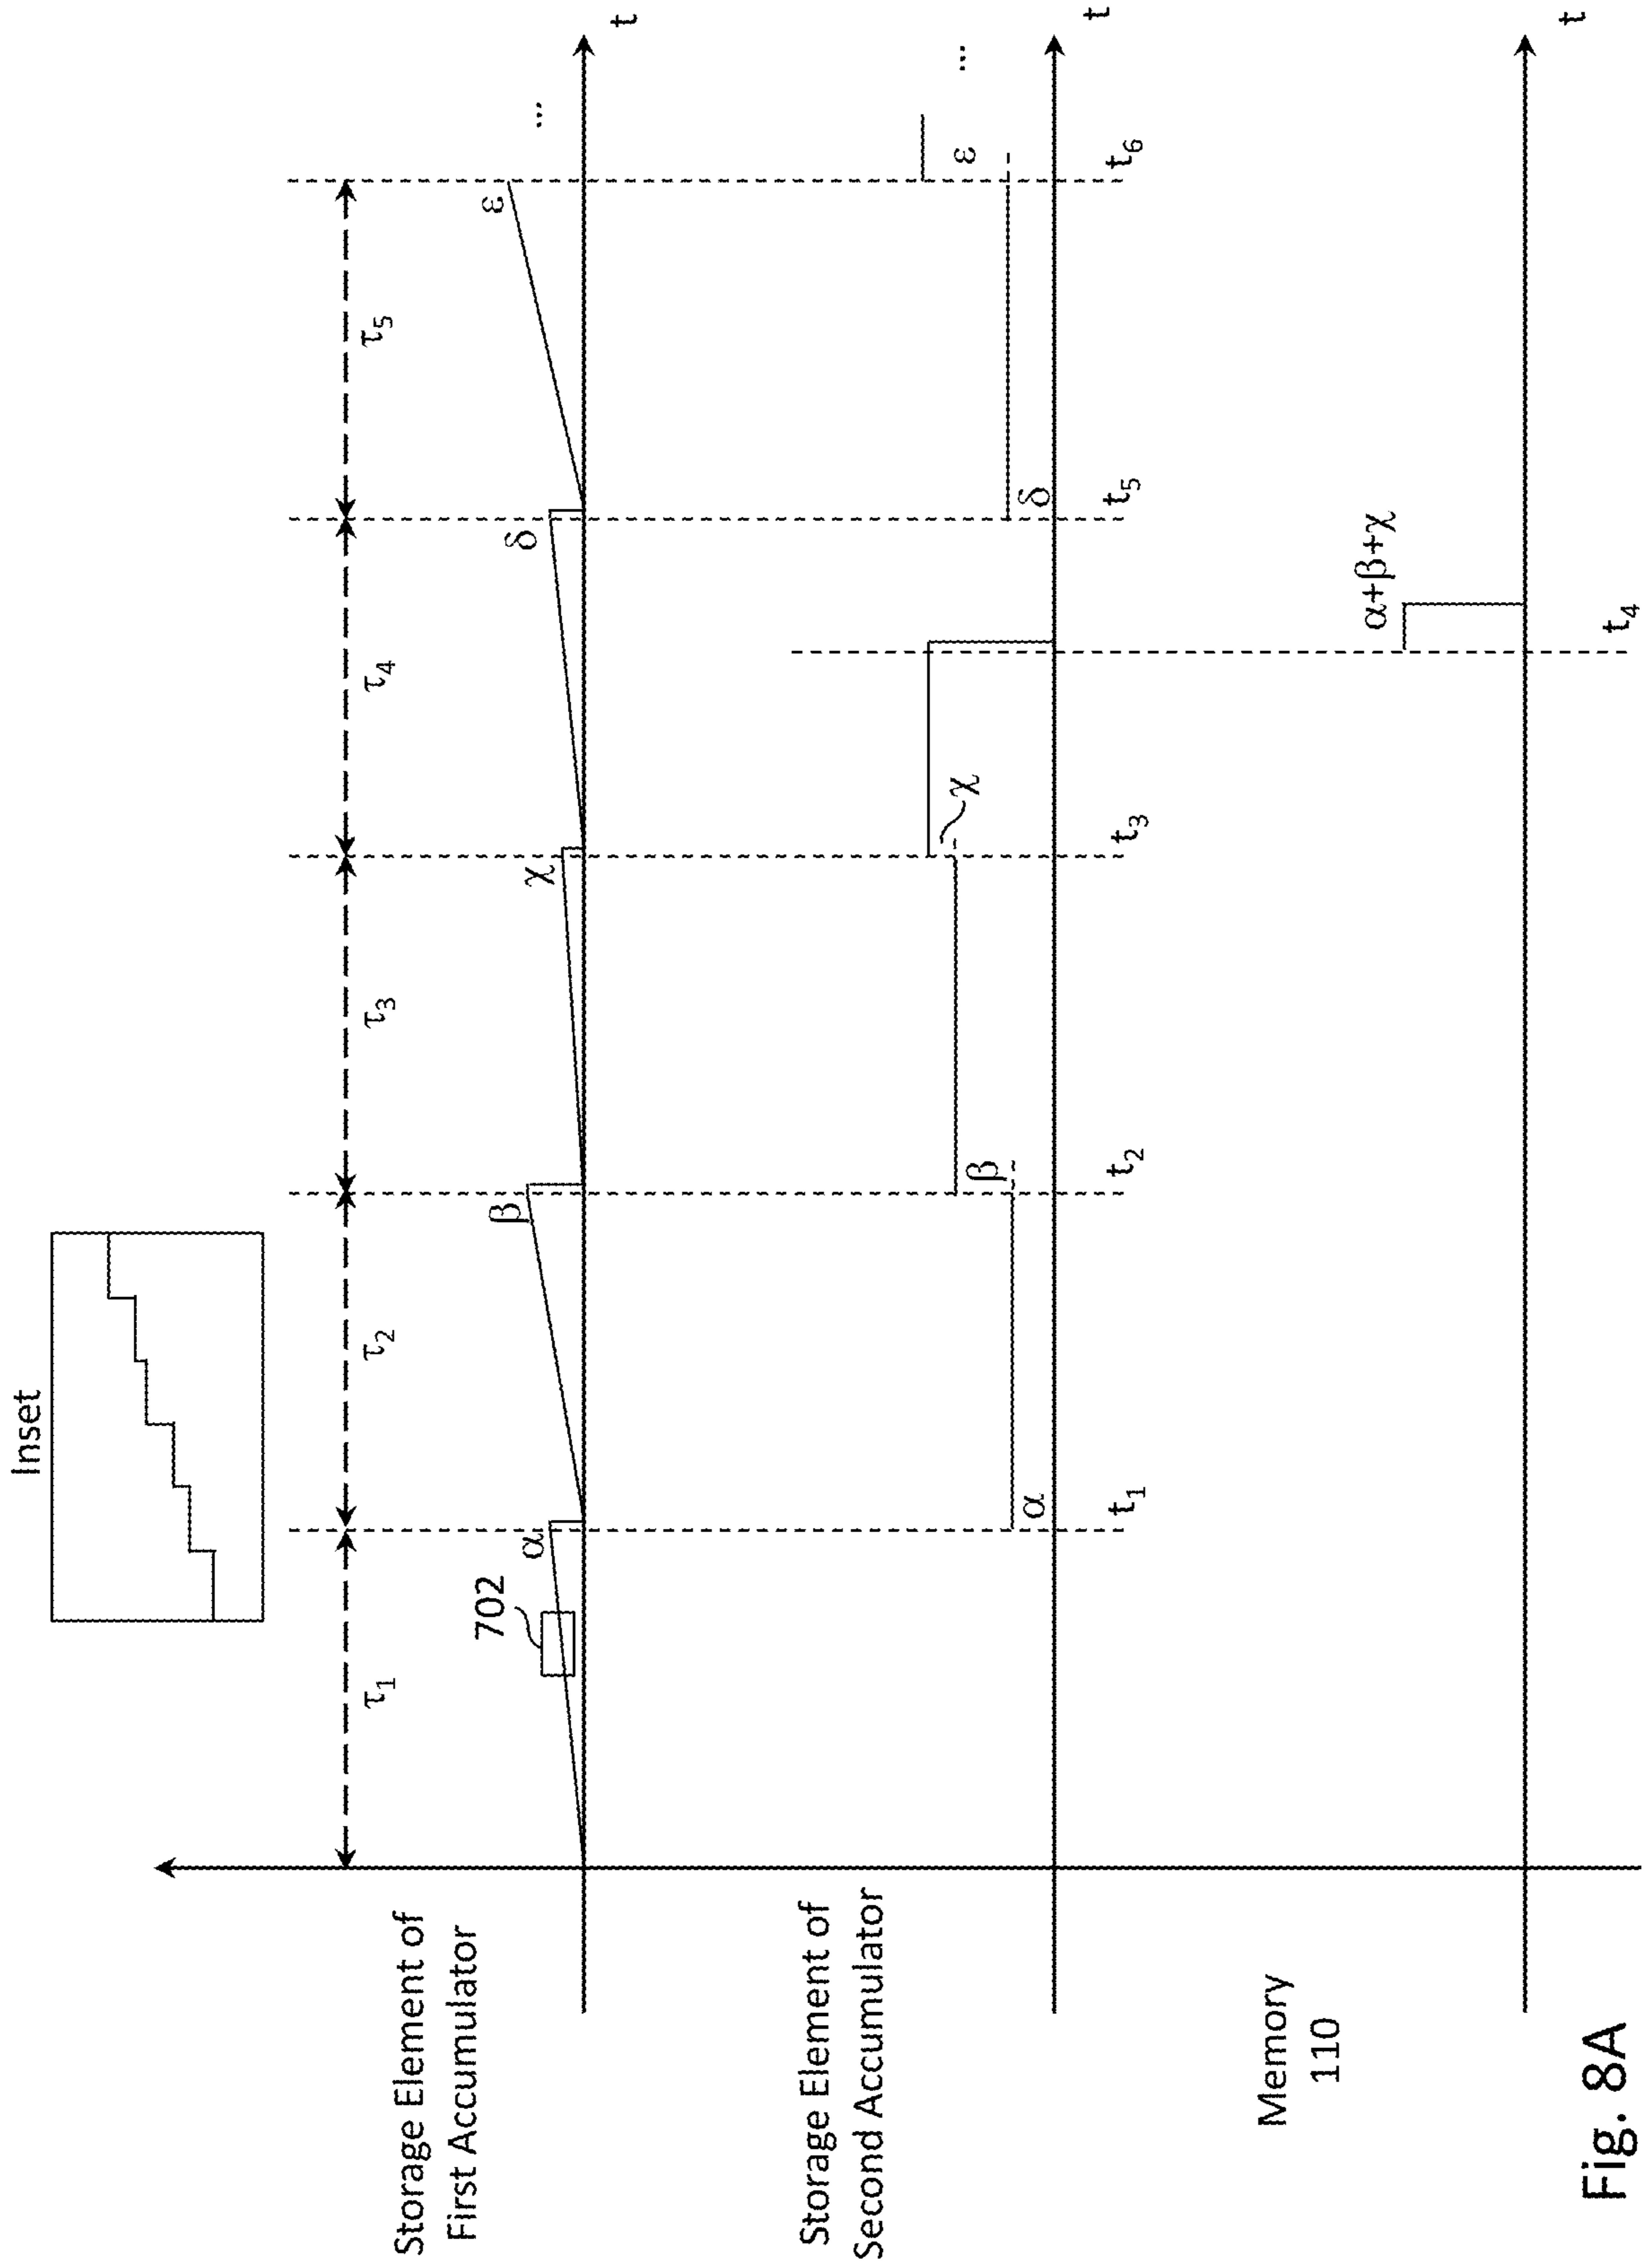 Inset
τ1
τ2
τ3
τ4
τ5
Storage Element of
First Accumulator
702
α
β
χ
δ
ε
...
t
Storage Element of
Second Accumulator
α
β
χ
δ
ε
...
t
t1
t2
t3
t5
t6
Memory
110
α+β+χ
t
t4
Fig. 8A